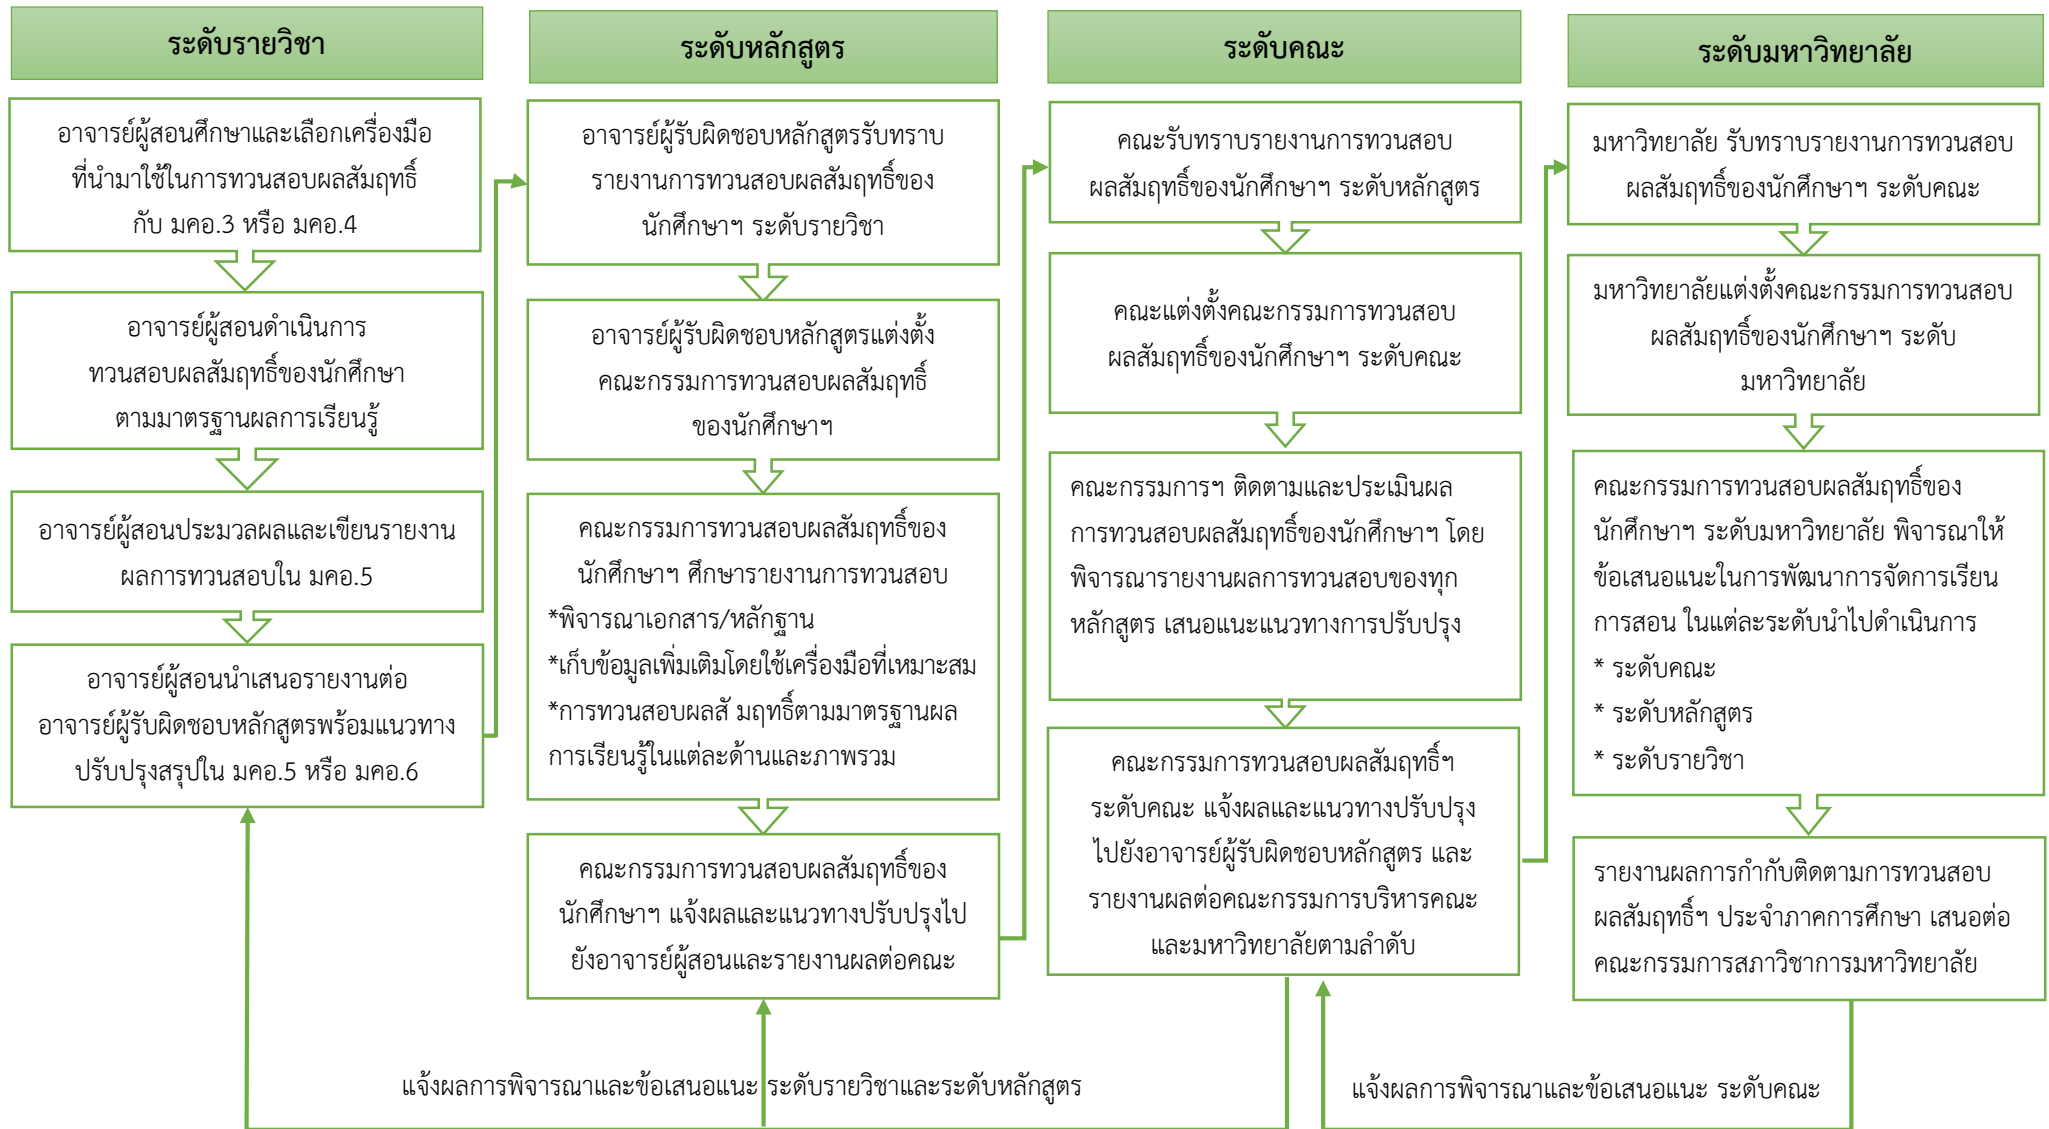 ระดับรายวิชา
อาจารย์ผู้สอนศึกษาและเลือกเครื่องมือ
ที่นำมาใช้ในการทวนสอบผลสัมฤทธิ์
กับ มคอ.3 หรือ มคอ.4
อาจารย์ผู้สอนดำเนินการ
ทวนสอบผลสัมฤทธิ์ของนักศึกษา
ตามมาตรฐานผลการเรียนรู้
อาจารย์ผู้สอนประมวลผลและเขียนรายงาน
ผลการทวนสอบใน มคอ.5
อาจารย์ผู้สอนนำเสนอรายงานต่อ
อาจารย์ผู้รับผิดชอบหลักสูตรพร้อมแนวทาง
ปรับปรุงสรุปใน มคอ.5 หรือ มคอ.6
ระดับหลักสูตร
อาจารย์ผู้รับผิดชอบหลักสูตรรับทราบ
รายงานการทวนสอบผลสัมฤทธิ์ของ
นักศึกษาฯ ระดับรายวิชา
อาจารย์ผู้รับผิดชอบหลักสูตรแต่งตั้ง
คณะกรรมการทวนสอบผลสัมฤทธิ์
ของนักศึกษาฯ
คณะกรรมการทวนสอบผลสัมฤทธิ์ของ
นักศึกษาฯ ศึกษารายงานการทวนสอบ
*พิจารณาเอกสาร/หลักฐาน
*เก็บข้อมูลเพิ่มเติมโดยใช้เครื่องมือที่เหมาะสม
*การทวนสอบผลสั มฤทธิ์ตามมาตรฐานผล
การเรียนรู้ในแต่ละด้านและภาพรวม
คณะกรรมการทวนสอบผลสัมฤทธิ์ของ
นักศึกษาฯ แจ้งผลและแนวทางปรับปรุงไป
ยังอาจารย์ผู้สอนและรายงานผลต่อคณะ
ระดับคณะ
คณะรับทราบรายงานการทวนสอบ
ผลสัมฤทธิ์ของนักศึกษาฯ ระดับหลักสูตร
คณะแต่งตั้งคณะกรรมการทวนสอบ
ผลสัมฤทธิ์ของนักศึกษาฯ ระดับคณะ
คณะกรรมการฯ ติดตามและประเมินผล
การทวนสอบผลสัมฤทธิ์ของนักศึกษาฯ โดย
พิจารณารายงานผลการทวนสอบของทุก
หลักสูตร เสนอแนะแนวทางการปรับปรุง
คณะกรรมการทวนสอบผลสัมฤทธิ์ฯ
ระดับคณะ แจ้งผลและแนวทางปรับปรุง
ไปยังอาจารย์ผู้รับผิดชอบหลักสูตร และ
รายงานผลต่อคณะกรรมการบริหารคณะ
และมหาวิทยาลัยตามลำดับ
ระดับมหาวิทยาลัย
มหาวิทยาลัย รับทราบรายงานการทวนสอบ
ผลสัมฤทธิ์ของนักศึกษาฯ ระดับคณะ
มหาวิทยาลัยแต่งตั้งคณะกรรมการทวนสอบ
ผลสัมฤทธิ์ของนักศึกษาฯ ระดับ
มหาวิทยาลัย
คณะกรรมการทวนสอบผลสัมฤทธิ์ของ
นักศึกษาฯ ระดับมหาวิทยาลัย พิจารณาให้
ข้อเสนอแนะในการพัฒนาการจัดการเรียน
การสอน ในแต่ละระดับนำไปดำเนินการ
* ระดับคณะ
* ระดับหลักสูตร
* ระดับรายวิชา
รายงานผลการกำกับติดตามการทวนสอบ
ผลสัมฤทธิ์ฯ ประจำภาคการศึกษา เสนอต่อ
คณะกรรมการสภาวิชาการมหาวิทยาลัย
แจ้งผลการพิจารณาและข้อเสนอแนะ ระดับรายวิชาและระดับหลักสูตร
แจ้งผลการพิจารณาและข้อเสนอแนะ ระดับคณะ